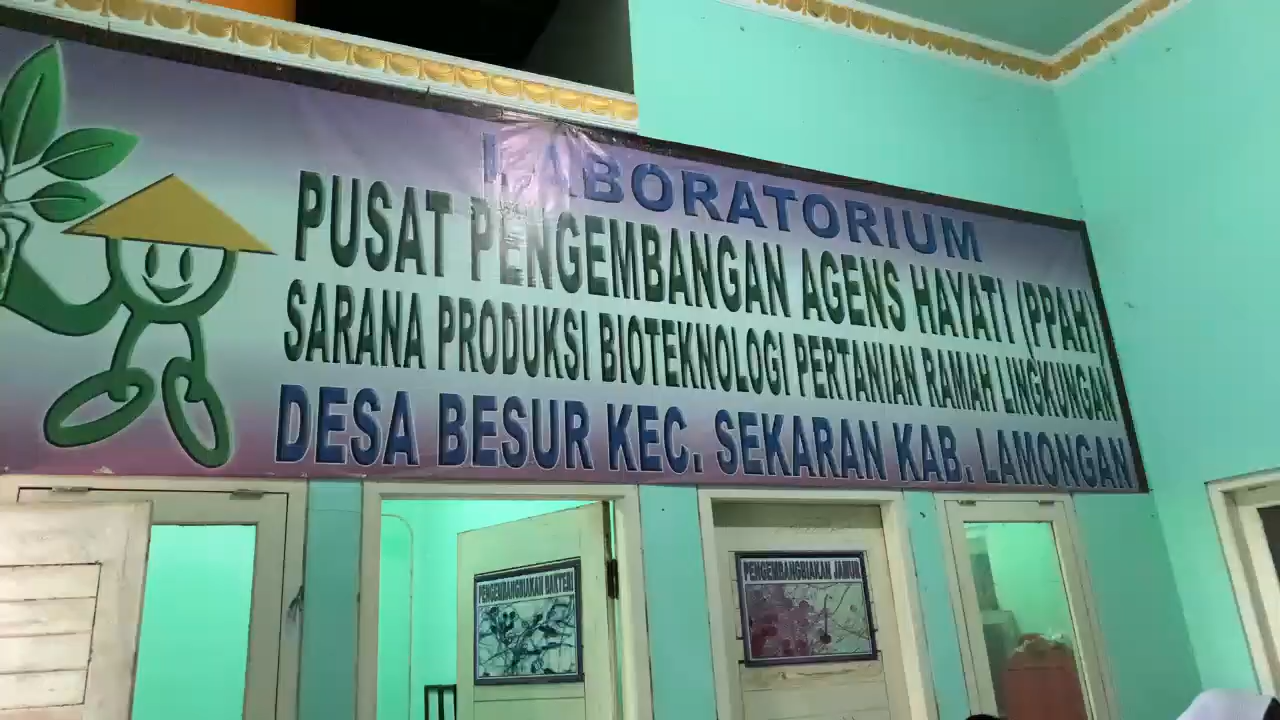 LABORATORIUM
PUSAT PENGEMBANGAN AGENS HAYATI (PPAH)
SARANA PRODUKSI BIOTEKNOLOGI PERTANIAN RAMAH LINGKUNGAN
DESA BESUR KEC. SEKARAN KAB. LAMONGAN
PENGEMBANGBIAKAN BAKTERI
PENGEMBANGBIAKAN JAMUR